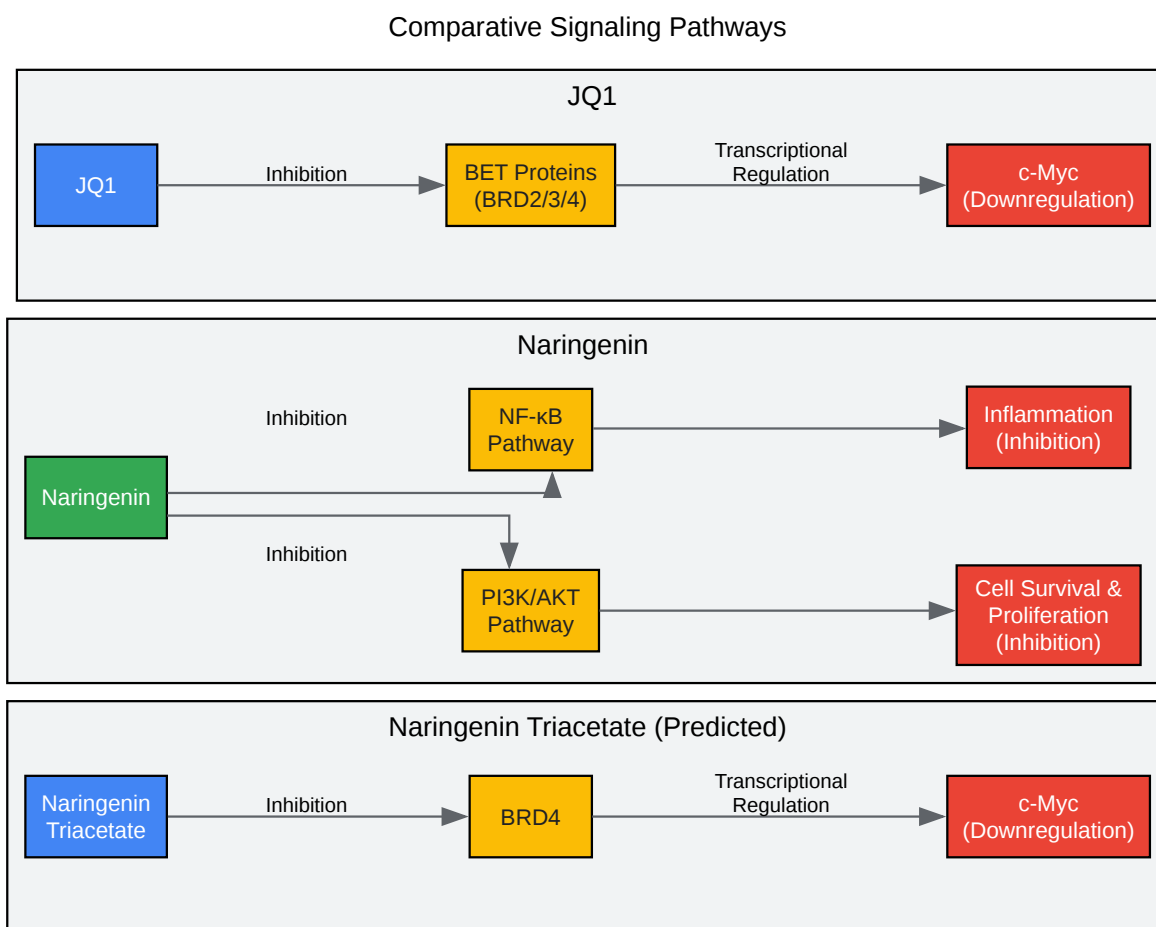 Comparative Signaling Pathways
JQ1
JQ1
Inhibition
BET Proteins
(BRD2/3/4)
Transcriptional
Regulation
c-Myc
(Downregulation)
Naringenin
Naringenin
Inhibition
NF-κB
Pathway
Inflammation
(Inhibition)
Inhibition
PI3K/AKT
Pathway
Cell Survival &
Proliferation
(Inhibition)
Naringenin Triacetate (Predicted)
Naringenin
Triacetate
Inhibition
BRD4
Transcriptional
Regulation
c-Myc
(Downregulation)